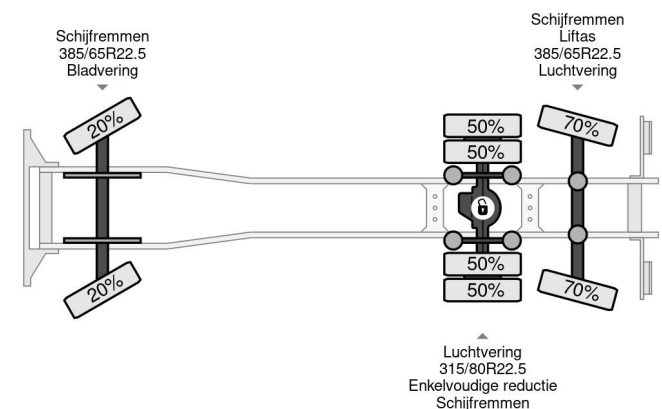 Schijfremmen
385/65R22.5
Bladvering
Schijfremmen
Liftas
385/65R22.5
Luchtvering
20%
50%
50%
70%
20%
50%
50%
70%
Luchtvering
315/80R22.5
Enkelvoudige reductie
Schijfremmen